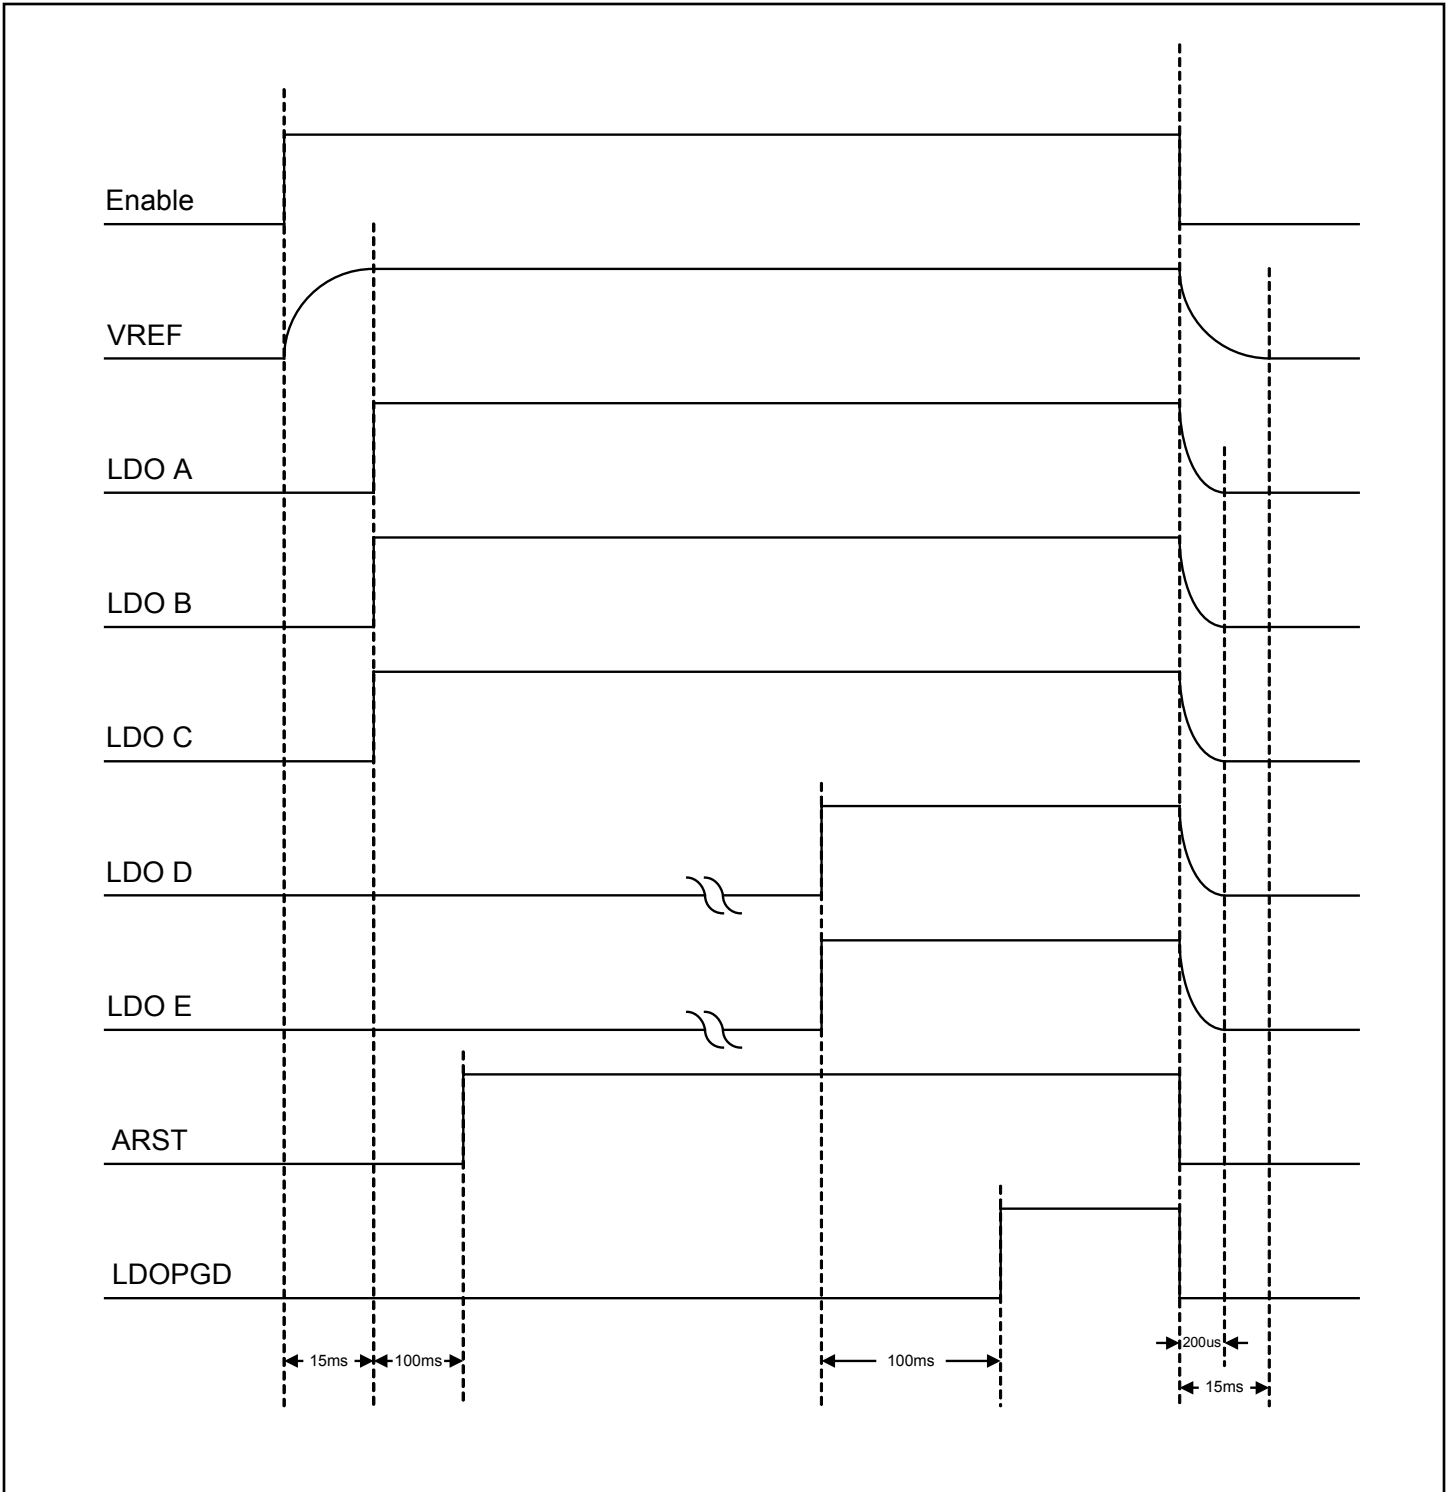 Enable
VREF
LDO A
LDO B
LDO C
LDO D
LDO E
ARST
LDOPGD
200us
15ms
100ms
100ms
15ms